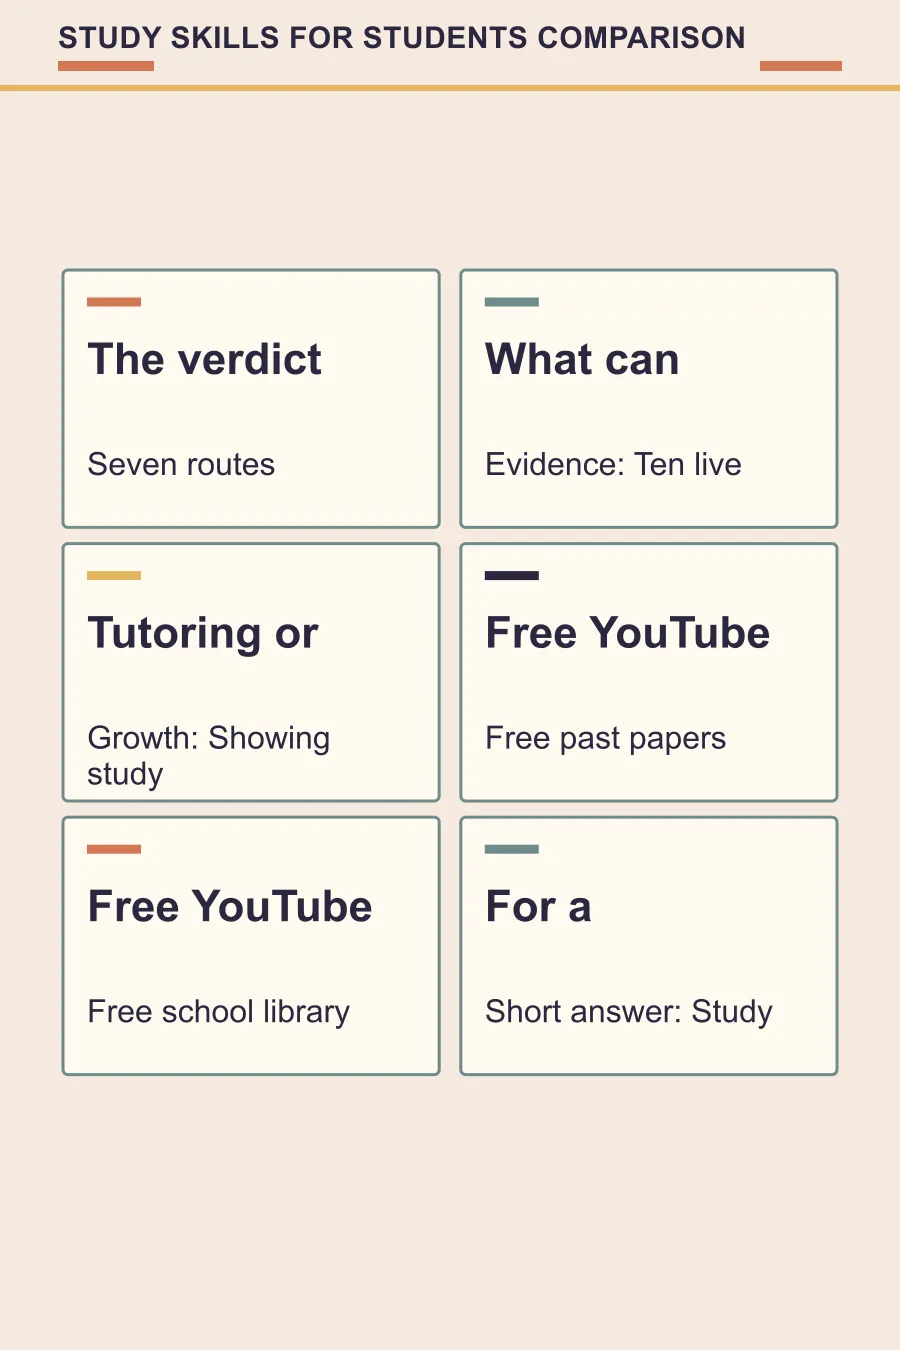 STUDY SKILLS FOR STUDENTS COMPARISON
The verdict
Seven routes
What can
Evidence: Ten live
Tutoring or
Growth: Showing
study
Free YouTube
Free past papers
Free YouTube
Free school library
For a
Short answer: Study